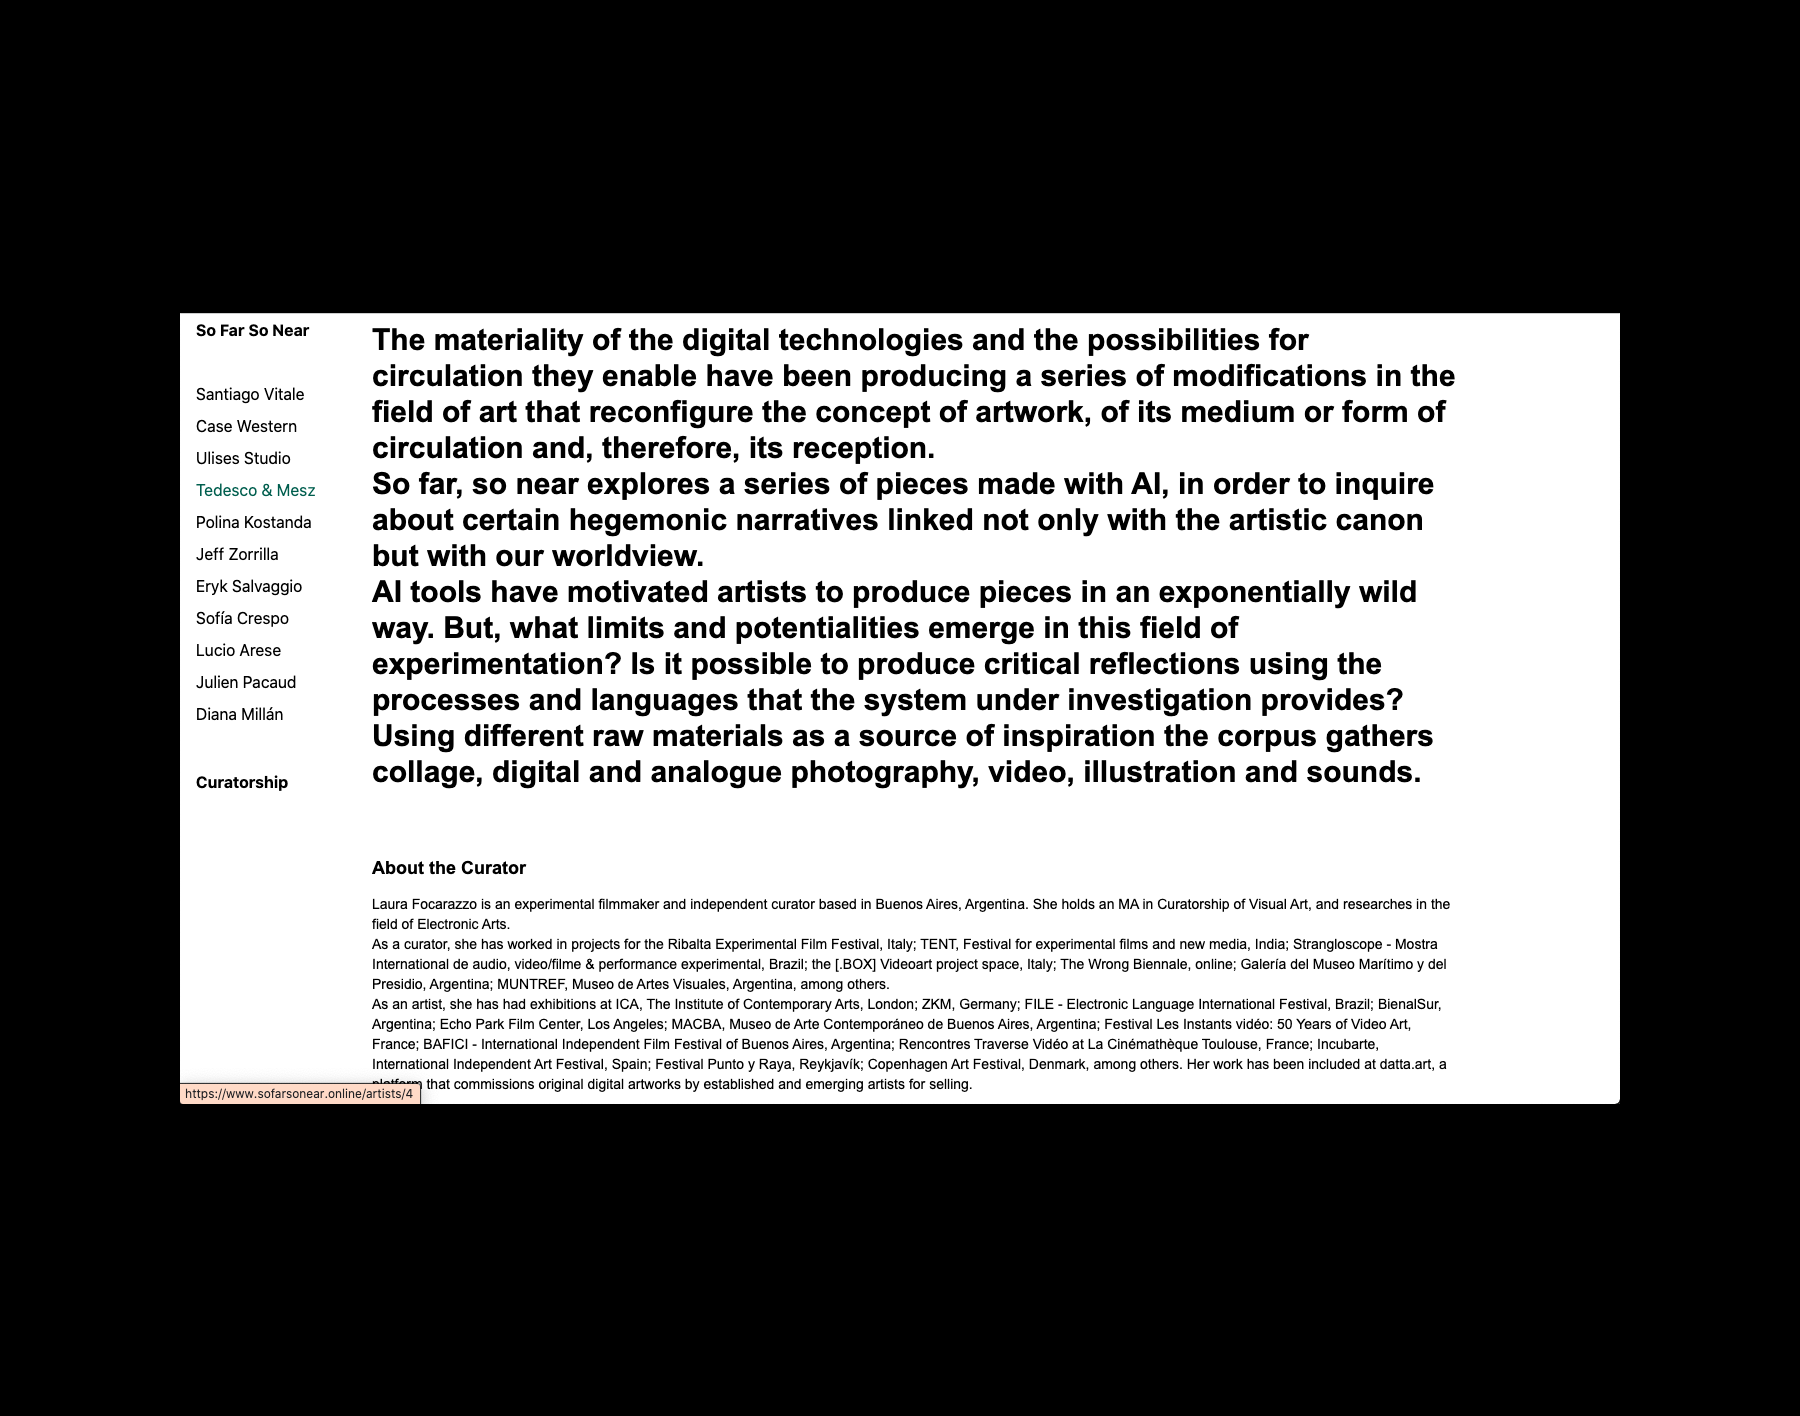 So Far So Near
Santiago Vitale
Case Western
Ulises Studio
Tedesco & Mesz
Polina Kostanda
Jeff Zorrilla
Eryk Salvaggio
Sofía Crespo
Lucio Arese
Julien Pacaud
Diana Millán
Curatorship
The materiality of the digital technologies and the possibilities for
circulation they enable have been producing a series of modifications in the
field of art that reconfigure the concept of artwork, of its medium or form of
circulation and, therefore, its reception.
So far, so near explores a series of pieces made with AI, in order to inquire
about certain hegemonic narratives linked not only with the artistic canon
but with our worldview.
AI tools have motivated artists to produce pieces in an exponentially wild
way. But, what limits and potentialities emerge in this field of
experimentation? Is it possible to produce critical reflections using the
processes and languages that the system under investigation provides?
Using different raw materials as a source of inspiration the corpus gathers
collage, digital and analogue photography, video, illustration and sounds.
About the Curator
Laura Focarazzo is an experimental filmmaker and independent curator based in Buenos Aires, Argentina. She holds an MA in Curatorship of Visual Art, and researches in the
field of Electronic Arts.
As a curator, she has worked in projects for the Ribalta Experimental Film Festival, Italy; TENT, Festival for experimental films and new media, India; Strangloscope - Mostra
International de audio, video/filme & performance experimental, Brazil; the [.BOX] Videoart project space, Italy; The Wrong Biennale, online; Galería del Museo Marítimo y del
Presidio, Argentina; MUNTREF, Museo de Artes Visuales, Argentina, among others.
As an artist, she has had exhibitions at ICA, The Institute of Contemporary Arts, London; ZKM, Germany; FILE - Electronic Language International Festival, Brazil; BienalSur,
Argentina; Echo Park Film Center, Los Angeles; MACBA, Museo de Arte Contemporáneo de Buenos Aires, Argentina; Festival Les Instants vidéo: 50 Years of Video Art,
France; BAFICI - International Independent Film Festival of Buenos Aires, Argentina; Rencontres Traverse Vidéo at La Cinémathèque Toulouse, France; Incubarte,
International Independent Art Festival, Spain; Festival Punto y Raya, Reykjavík; Copenhagen Art Festival, Denmark, among others. Her work has been included at datta.art, a
platform that commissions original digital artworks by established and emerging artists for selling.
https://www.sofarsonear.online/artists/4